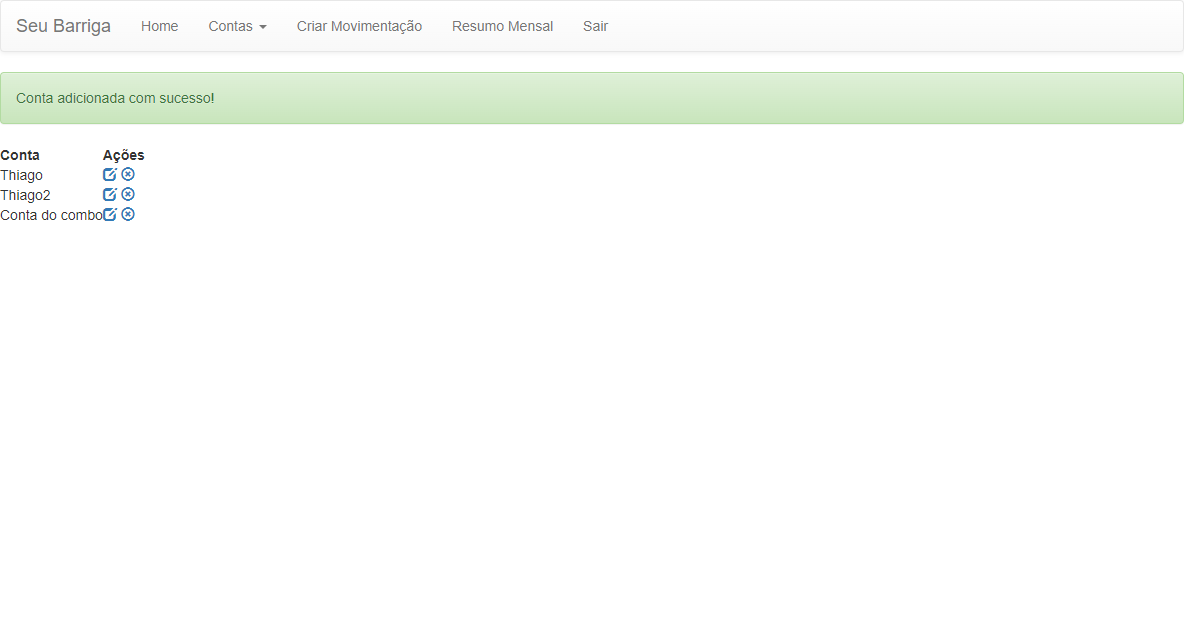 Seu Barriga Home Contas Criar Movimentação Resumo Mensal Sair
Conta adicionada com sucesso!
Conta Ações
Thiago
Thiago2
Conta do combo